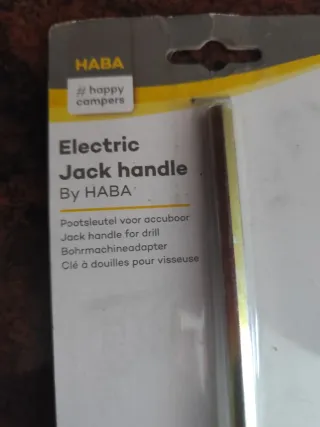 HABA
# happy
campers
Electric
Jack handle
By HABA
Pootsleutel voor accuboor
Jack handle for drill
Bohrmachineadapter
Clé à douilles pour visseuse